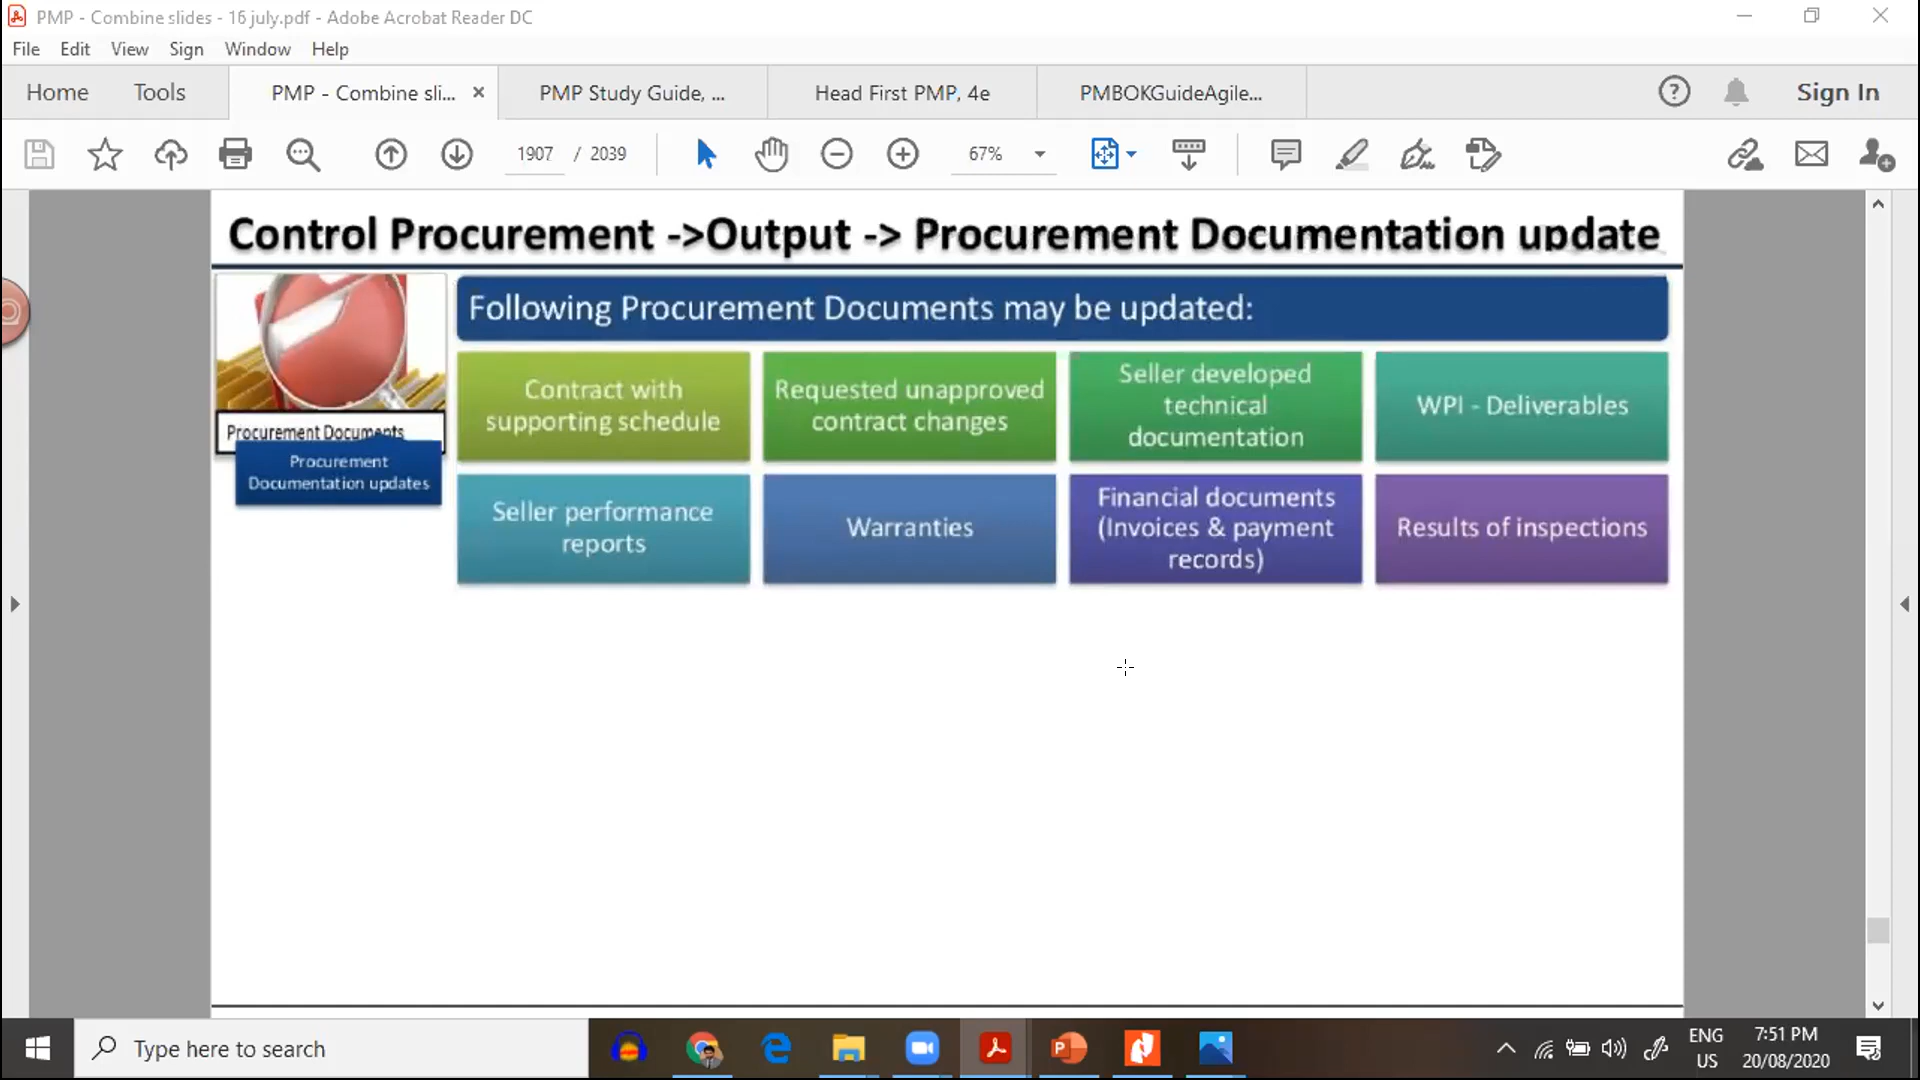 PMP - Combine slides - 16 july.pdf - Adobe Acrobat Reader DC
File Edit View Sign Window Help
Home Tools PMP - Combine sli... PMP Study Guide, ... Head First PMP, 4e PMBOKGuideAgile... Sign In
1907 / 2039 67%
Control Procurement ->Output -> Procurement Documentation update
Following Procurement Documents may be updated:
Procurement Documents
Procurement
Documentation updates
Contract with
supporting schedule
Requested unapproved
contract changes
Seller developed
technical
documentation
WPI - Deliverables
Seller performance
reports
Warranties
Financial documents
(Invoices & payment
records)
Results of inspections
Type here to search
ENG
US
7:51 PM
20/08/2020